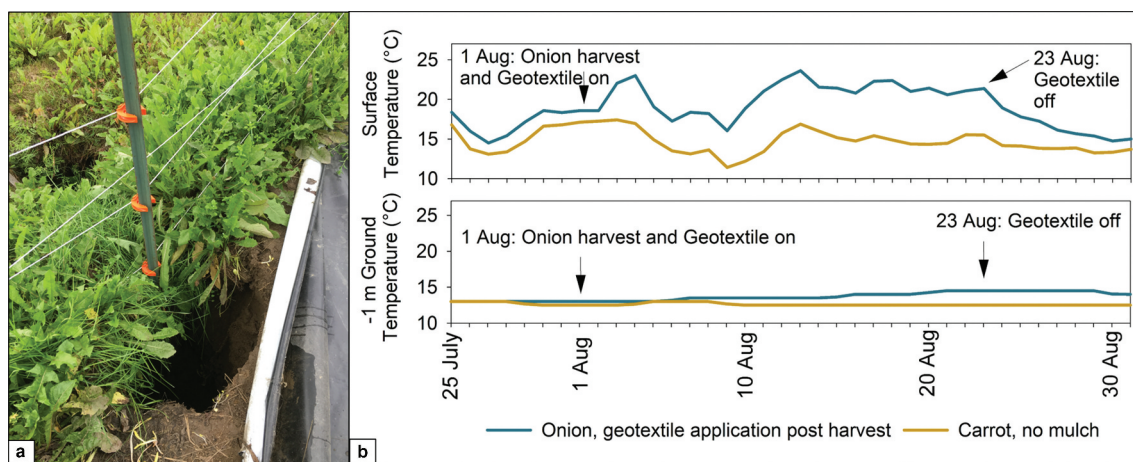 a
b
Surface
Temperature (°C)
25
20
15
10
1 Aug: Onion harvest
and Geotextile on
23 Aug:
Geotextile
off
-1 m Ground
Temperature (°C)
25
20
15
10
1 Aug: Onion harvest and Geotextile on
23 Aug: Geotextile off
25 July
1 Aug
10 Aug
20 Aug
30 Aug
Onion, geotextile application post harvest
Carrot, no mulch